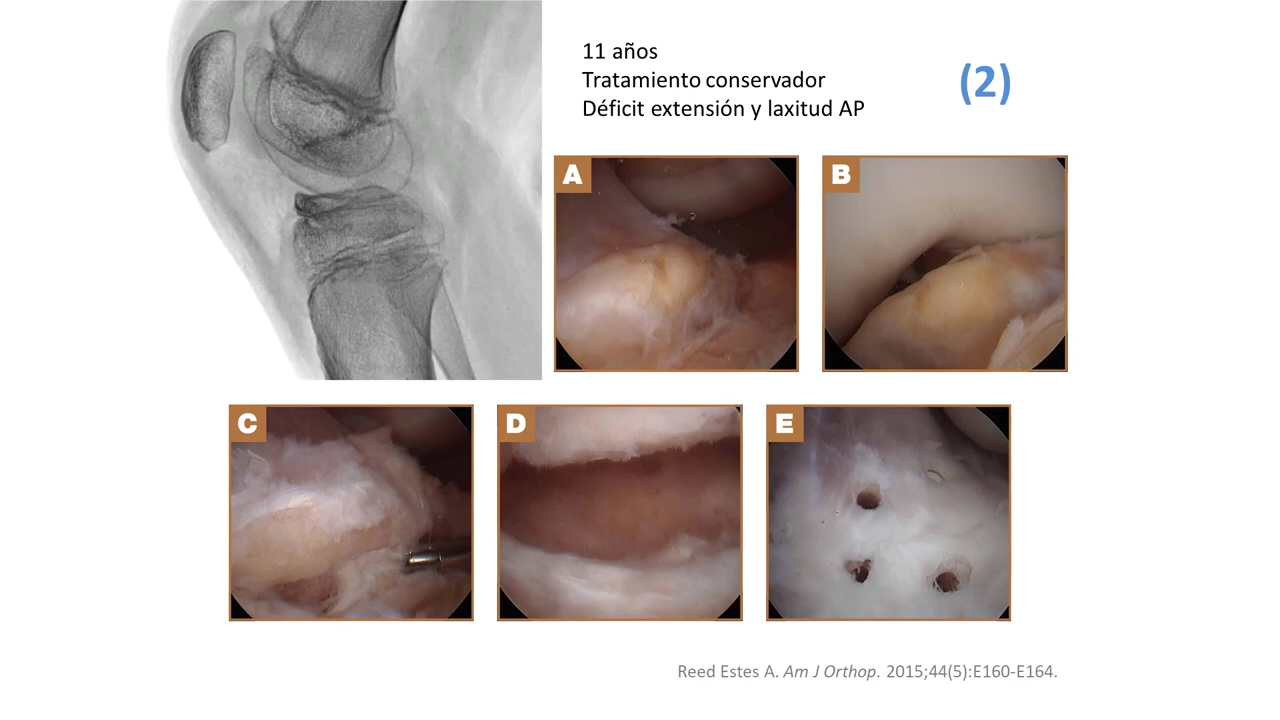 11 años
Tratamiento conservador
Déficit extensión y laxitud AP
(2)
A
B
C
D
E
Reed Estes A. Am J Orthop. 2015;44(5):E160-E164.